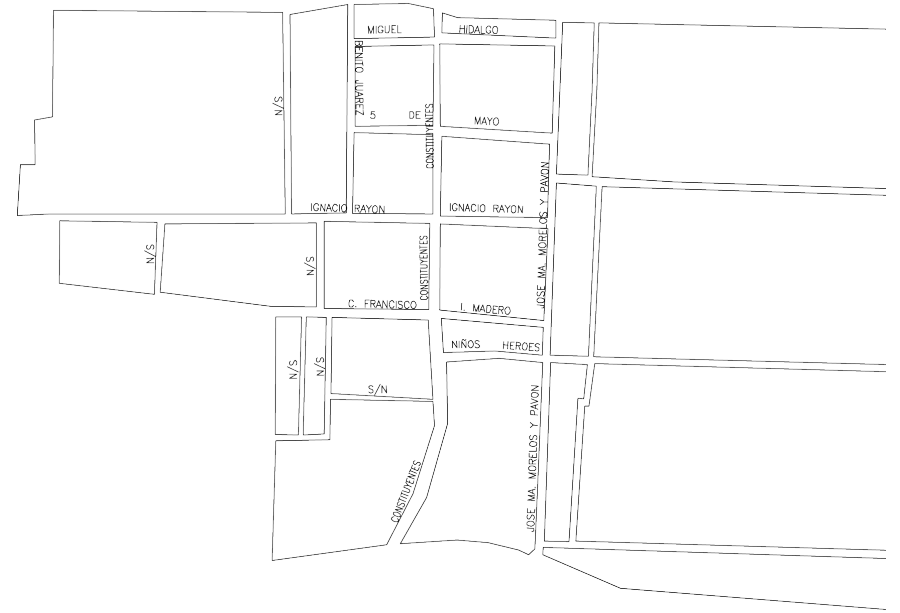 MIGUEL HIDALGO
BENITO JUAREZ
S/N
5 DE MAYO
CONSTITUYENTES
JOSE MA. MORELOS Y PAVON
IGNACIO RAYON
IGNACIO RAYON
S/N
S/N
CONSTITUYENTES
C. FRANCISCO I. MADERO
NIÑOS HEROES
S/N
S/N
S/N
JOSE MA. MORELOS Y PAVON
CONSTITUYENTES